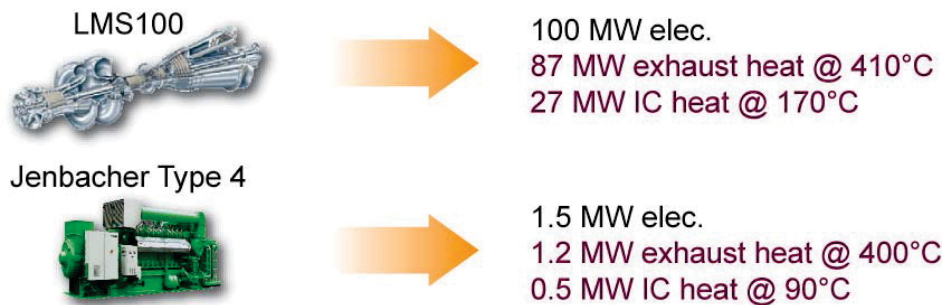 LMS100
100 MW elec.
87 MW exhaust heat @ 410°C
27 MW IC heat @ 170°C
Jenbacher Type 4
1.5 MW elec.
1.2 MW exhaust heat @ 400°C
0.5 MW IC heat @ 90°C